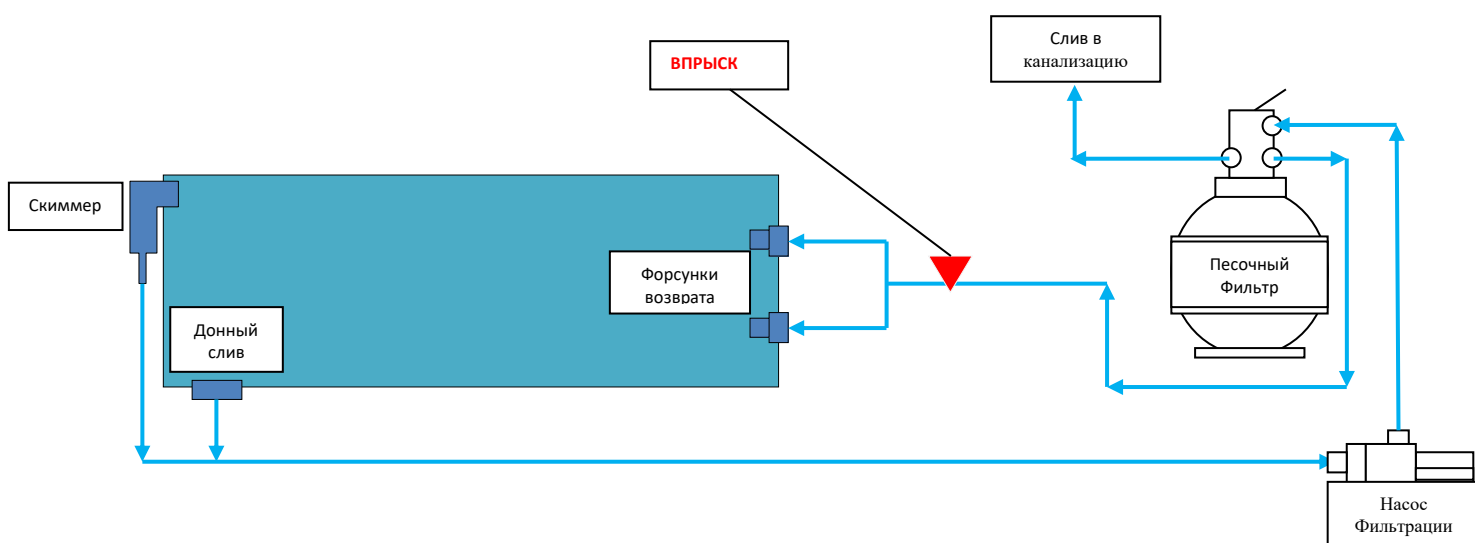 Слив в
канализацию
ВПРЫСК
Скиммер
Форсунки
возврата
Песочный
Фильтр
Донный
слив
Насос
Фильтрации